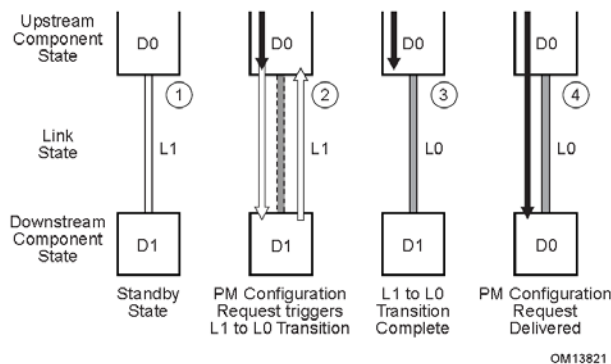 Upstream
Component
State
D0
D0
D0
D0
1
2
3
4
Link
State
L1
L1
L0
L0
Downstream
Component
State
D1
D1
D1
D0
Standby
State
PM Configuration
Request triggers
L1 to L0 Transition
L1 to L0
Transition
Complete
PM Configuration
Request
Delivered
OM13821